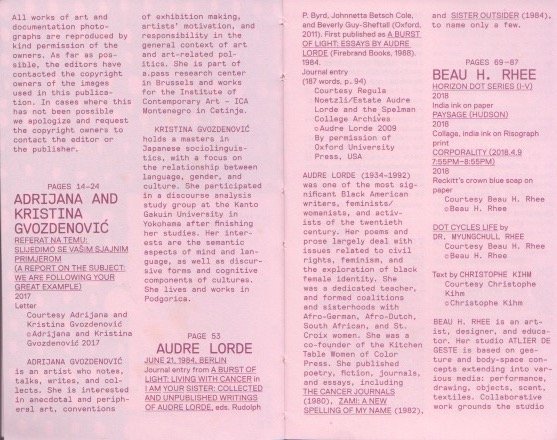 All works of art and
documentation photo-
graphs are reproduced by
kind permission of the
owners. As far as pos-
sible, the editors have
contacted the copyright
owners of the images
used in this publica-
tion. In cases where this
has not been possible
we apologize and request
the copyright owners to
contact the editor or
the publisher.
PAGES 14–24
ADRIJANA AND
KRISTINA
GVOZDENOVIĆ
REFERAT NA TEMU:
SLIJEDIMO SE VAŠIM SJAJNIM
PRIMJEROM
(A REPORT ON THE SUBJECT:
WE ARE FOLLOWING YOUR
GREAT EXAMPLE)
2017
Letter
Courtesy Adrijana and
Kristina Gvozdenović
©Adrijana and Kristina
Gvozdenović 2017
ADRIJANA GVOZDENOVIĆ
is an artist who notes,
talks, writes, and col-
lects. She is interested
in anecdotal and periph-
eral art, conventions
of exhibition making,
artists' motivation, and
responsibility in the
general context of art
and art-related pol-
itics. She is part of
a.pass research center
in Brussels and works
for the Institute of
Contemporary Art – ICA
Montenegro in Cetinje.
KRISTINA GVOZDENOVIĆ
holds a masters in
Japanese sociolinguis-
tics, with a focus on
the relationship between
language, gender, and
culture. She participated
in a discourse analysis
study group at the Kanto
Gakuin University in
Yokohama after finishing
her studies. Her inter-
ests are the semantic
aspects of mind and lan-
guage, as well as discur-
sive forms and cognitive
components of cultures.
She lives and works in
Podgorica.
PAGE 53
AUDRE LORDE
JUNE 21, 1984, BERLIN
Journal entry from A BURST OF
LIGHT: LIVING WITH CANCER in
I AM YOUR SISTER: COLLECTED
AND UNPUBLISHED WRITINGS
OF AUDRE LORDE, eds. Rudolph
P. Byrd, Johnnetta Betsch Cole,
and Beverly Guy-Sheftall (Oxford.
2011). First published as A BURST
OF LIGHT: ESSAYS BY AUDRE
LORDE (Firebrand Books, 1988).
1984.
Journal entry
(187 words, p. 94)
Courtesy Regula
Noetzli/Estate Audre
Lorde and the Spelman
College Archives
©Audre Lorde 2009
By permission of
Oxford University
Press, USA
AUDRE LORDE (1934–1992)
was one of the most sig-
nificant Black American
writers, feminists/
womanists, and activ-
ists of the twentieth
century. Her poems and
prose largely deal with
issues related to civil
rights, feminism, and
the exploration of black
female identity. She
was a dedicated teacher,
and formed coalitions
and sisterhoods with
Afro-German, Afro-Dutch,
South African, and St.
Croix women. She was a
co-founder of the Kitchen
Table Women of Color
Press. She published
poetry, fiction, journals,
and essays, including
THE CANCER JOURNALS
(1980), ZAMI: A NEW
SPELLING OF MY NAME (1982),
and SISTER OUTSIDER (1984),
to name only a few.
PAGES 69–87
BEAU H. RHEE
HORIZON DOT SERIES (I-V)
2018
India ink on paper
PAYSAGE (HUDSON)
2018
Collage, india ink on Risograph
print
CORPORALITY (2018.4.9
7:55PM–8:55PM)
2018
Reckitt's crown blue soap on
paper
Courtesy Beau H. Rhee
©Beau H. Rhee
DOT CYCLES LIFE by
DR. MYUNGCHULL RHEE
Courtesy Beau H. Rhee
©Beau H. Rhee
Text by CHRISTOPHE KIHM
Courtesy Christophe
Kihm
©Christophe Kihm
BEAU H. RHEE is an art-
ist, designer, and educa-
tor. Her studio ATELIER DE
GESTE is based on ges-
ture and body-space con-
cepts extending into var-
ious media: performance,
drawing, objects, scent,
textiles. Collaborative
work grounds the studio